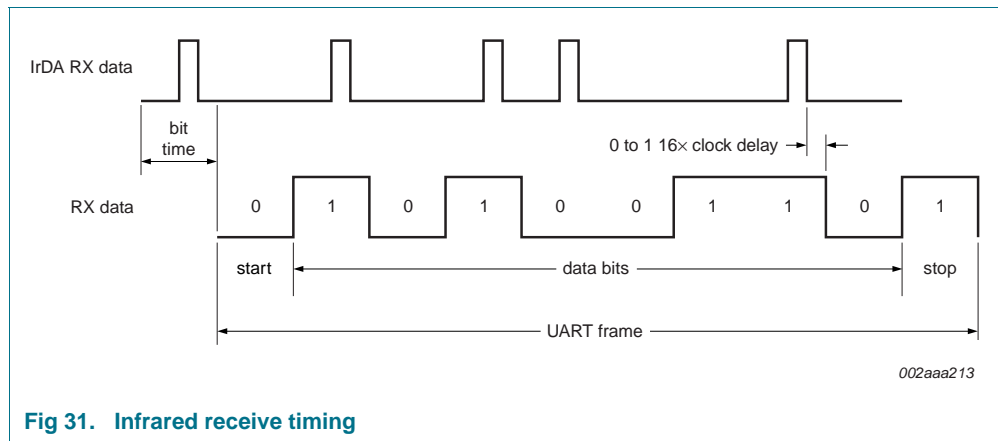 IrDA RX data
bit
time
0 to 1 16× clock delay
RX data
0 1 0 1 0 0 1 1 0 1
start
data bits
stop
UART frame
002aaa213
Fig 31. Infrared receive timing